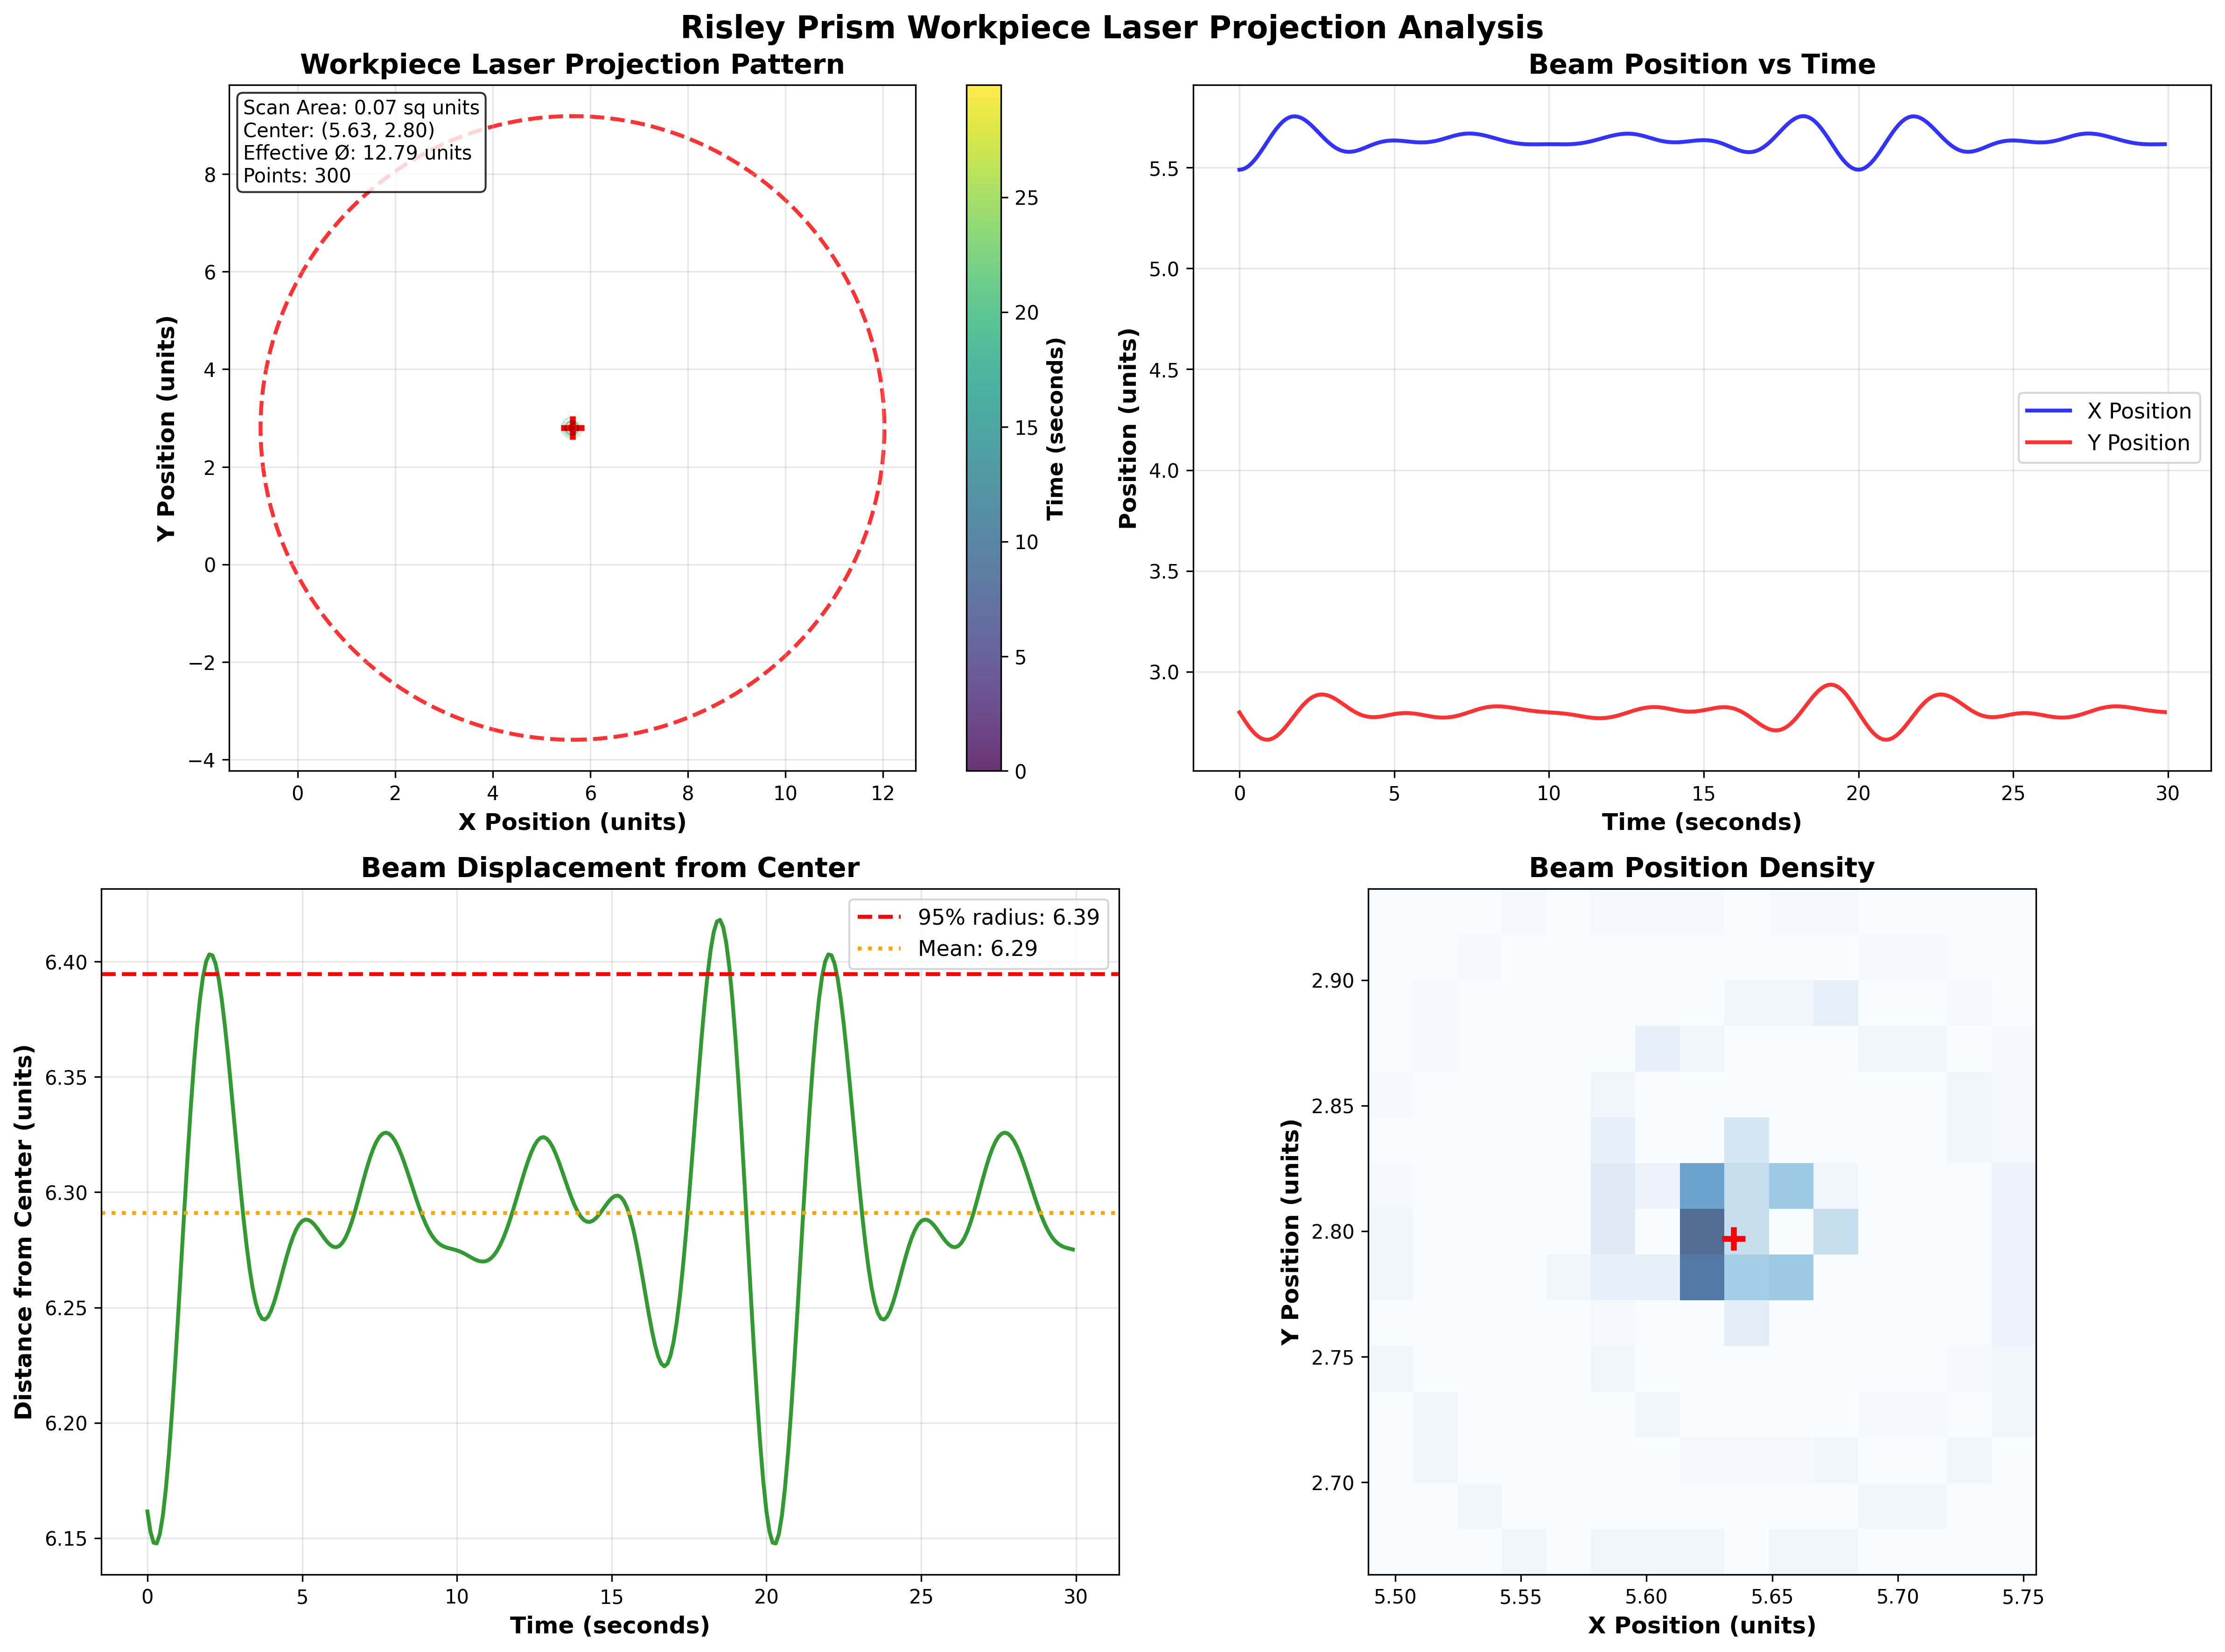 Risley Prism Workpiece Laser Projection Analysis
Workpiece Laser Projection Pattern
Scan Area: 0.07 sq units
Center: (5.63, 2.80)
Effective Ø: 12.79 units
Points: 300
8
6
4
2
0
−2
−4
Y Position (units)
0 2 4 6 8 10 12
X Position (units)
25
20
15
10
5
0
Time (seconds)
Beam Position vs Time
5.5
5.0
4.5
4.0
3.5
3.0
Position (units)
X Position
Y Position
0 5 10 15 20 25 30
Time (seconds)
Beam Displacement from Center
95% radius: 6.39
Mean: 6.29
6.40
6.35
6.30
6.25
6.20
6.15
Distance from Center (units)
0 5 10 15 20 25 30
Time (seconds)
Beam Position Density
2.90
2.85
2.80
2.75
2.70
Y Position (units)
5.50 5.55 5.60 5.65 5.70 5.75
X Position (units)